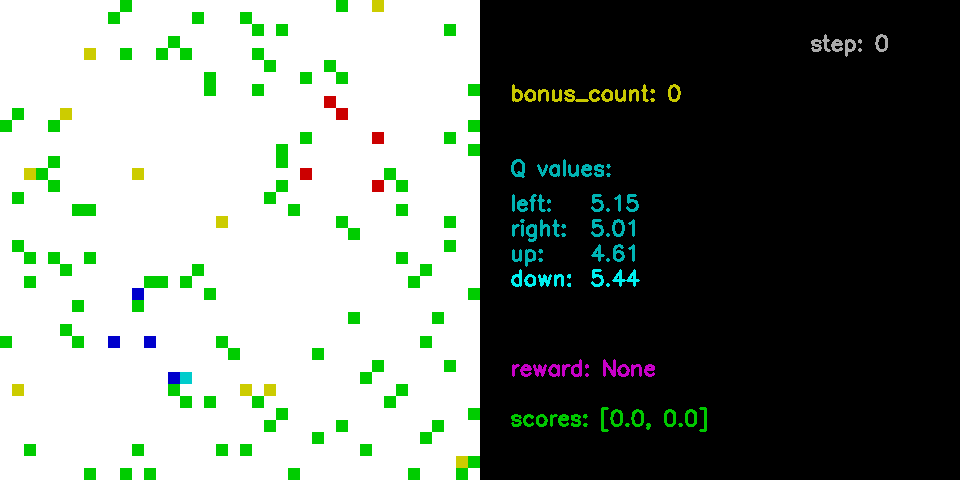 step: 0
bonus_count: 0
Q values:
left: 5.15
right: 5.01
up: 4.61
down: 5.44
reward: None
scores: [0.0, 0.0]